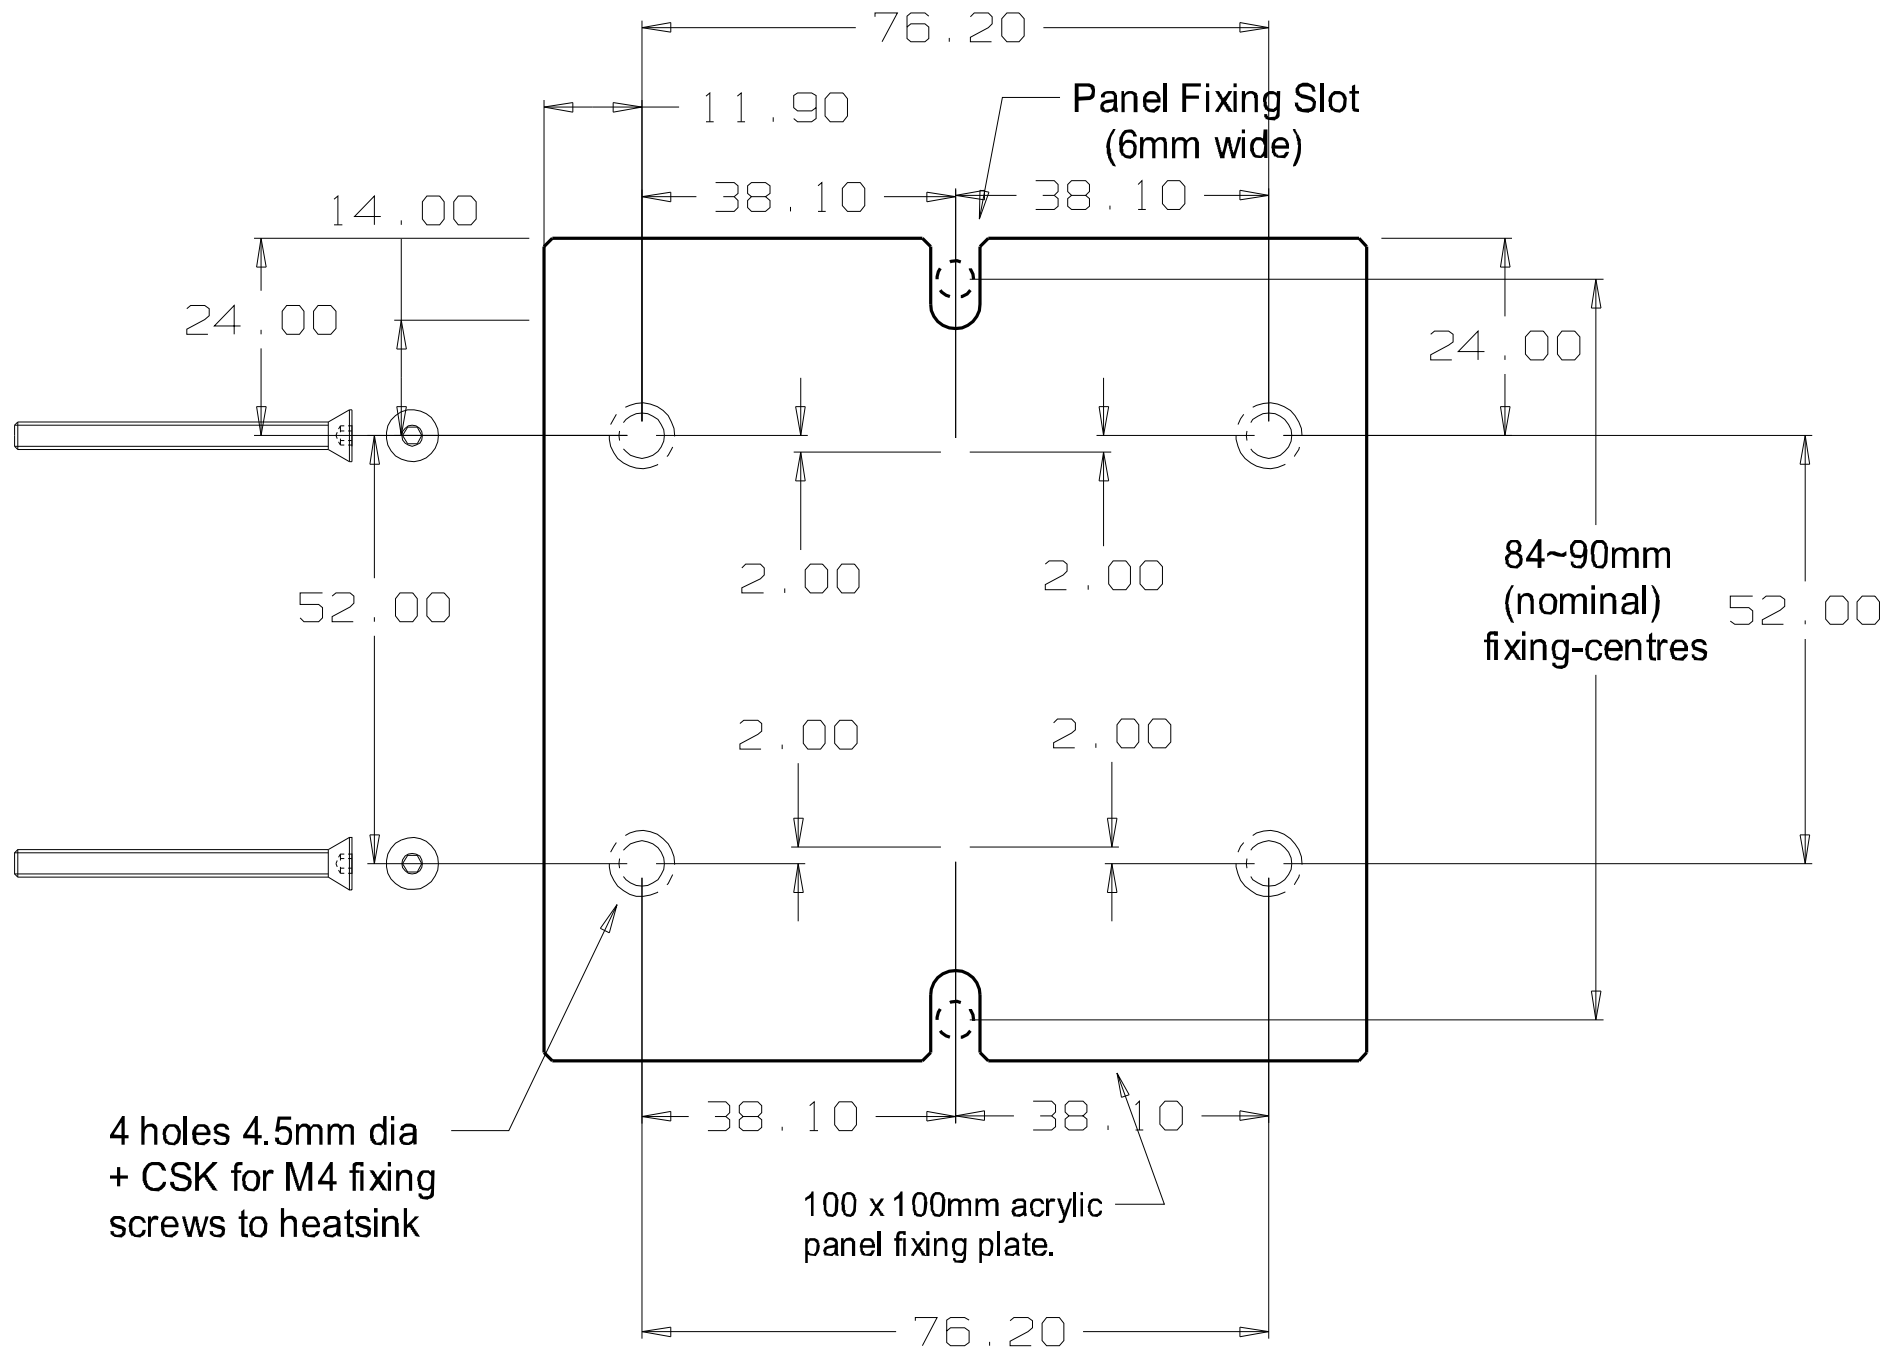 76.20
11.90
Panel Fixing Slot
(6mm wide)
38.10
38.10
14.00
24.00
24.00
2.00
2.00
84~90mm
(nominal)
fixing-centres
52.00
52.00
2.00
2.00
38.10
38.10
4 holes 4.5mm dia
+ CSK for M4 fixing
screws to heatsink
100 x 100mm acrylic
panel fixing plate.
76.20